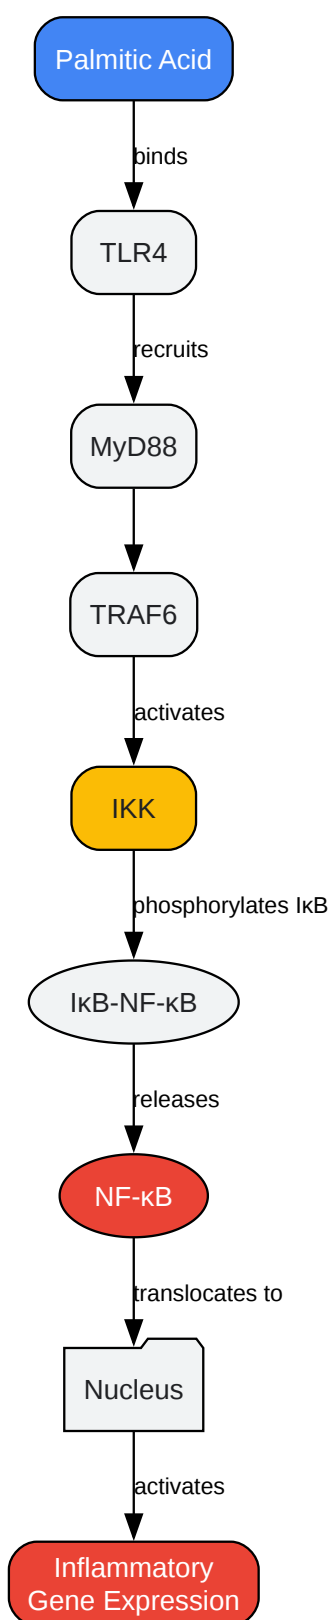 Palmitic Acid
binds
TLR4
recruits
MyD88
TRAF6
activates
IKK
phosphorylates IκB
IκB-NF-κB
releases
NF-κB
translocates to
Nucleus
activates
Inflammatory
Gene Expression